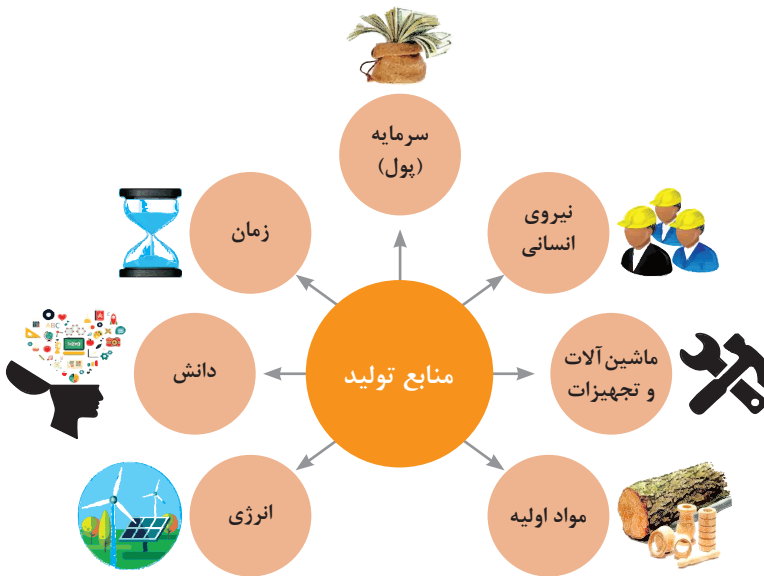 سرمایه
(پول)
نیروی
انسانی
زمان
ماشین‌آلات
و تجهیزات
منابع تولید
دانش
مواد اولیه
انرژی